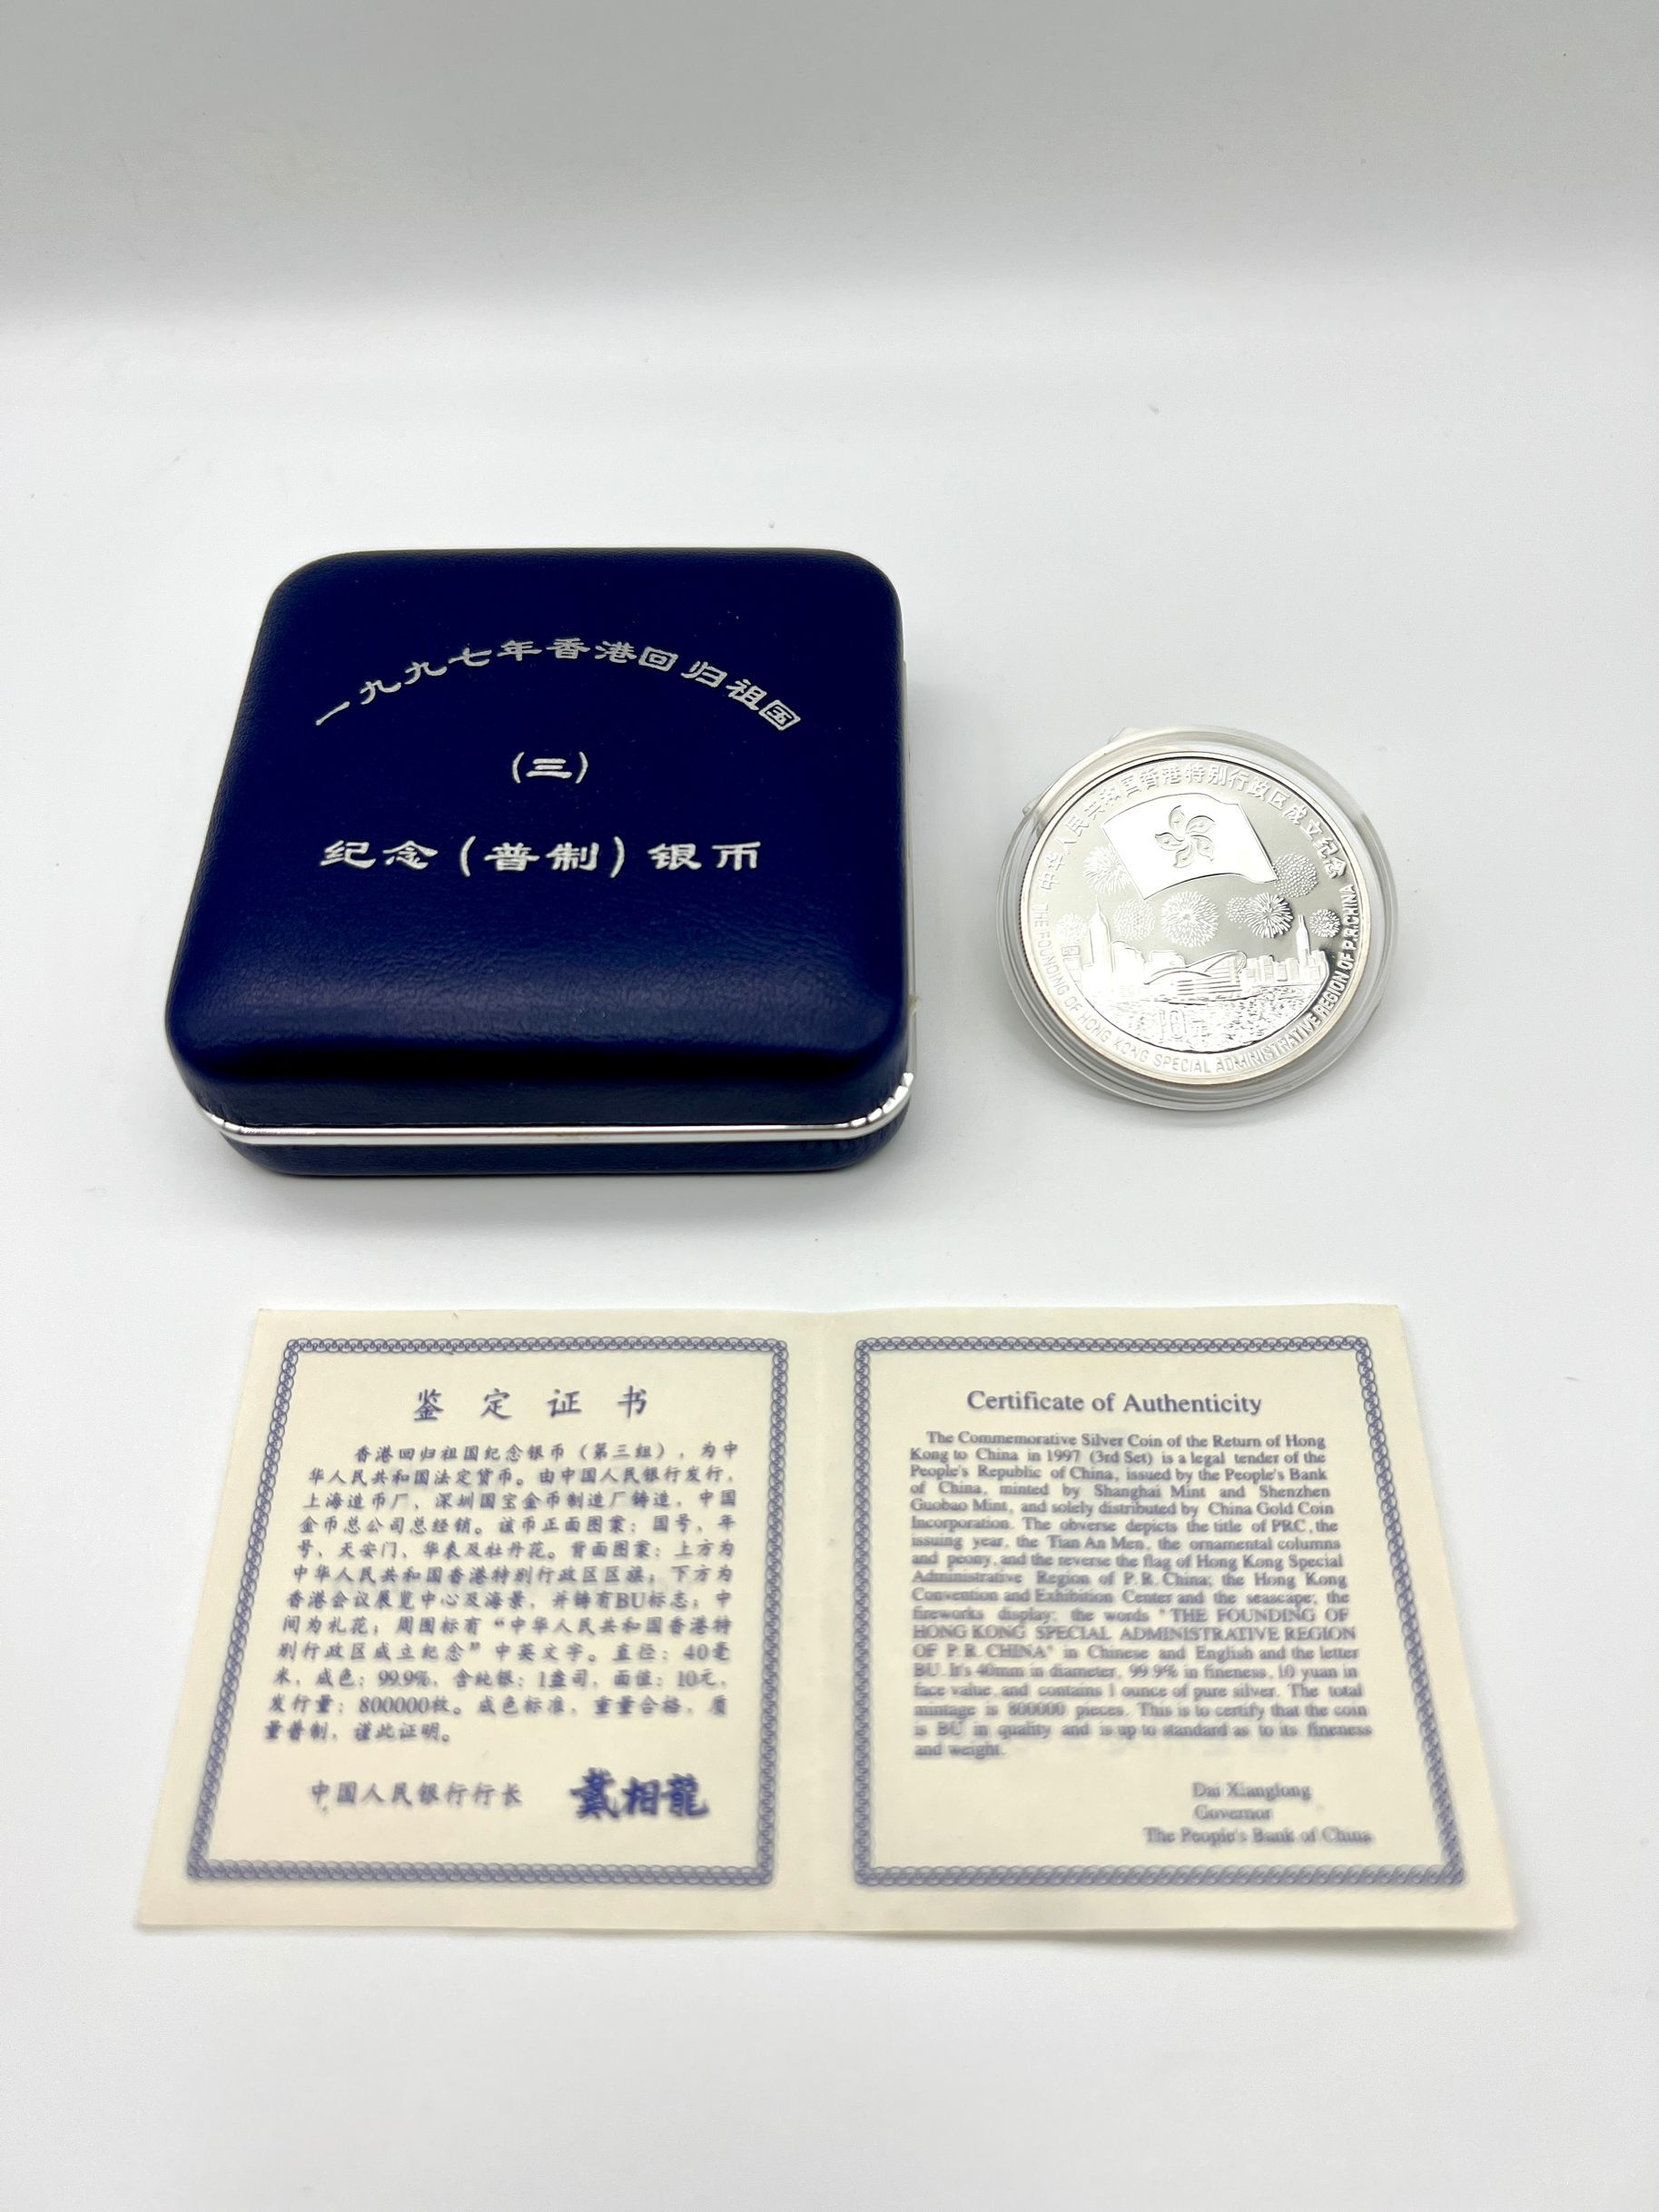 一九九七年香港回归祖国
(三)
纪念(普制)银币
中华人民共和国香港特别行政区成立纪念
THE FOUNDING OF HONG KONG SPECIAL ADMINISTRATIVE REGION OF P.R.CHINA
10元
鉴定证书
香港回归祖国纪念银币（第三组），为中
华人民共和国法定货币。由中国人民银行发行，
上海造币厂，深圳国宝金币制造厂铸造，中国
金币总公司总经销。该币正面图案：国号，年
号，天安门，华表及牡丹花。背面图案：上方为
中华人民共和国香港特别行政区区旗；下方为
香港会议展览中心及海景，并铸有BU标志；中
间为礼花；周围标有“中华人民共和国香港特
别行政区成立纪念”中英文字。直径：40毫
米，成色：99.9%，含纯银：1盎司，面值：10元，
发行量：800000枚。成色标准，重量合格，质
量普制，谨此证明。
中国人民银行行长 戴相龍
Certificate of Authenticity
The Commemorative Silver Coin of the Return of Hong
Kong to China in 1997 (3rd Set) is a legal tender of the
People's Republic of China, issued by the People's Bank
of China, minted by Shanghai Mint and Shenzhen
Guobao Mint, and solely distributed by China Gold Coin
Incorporation. The obverse depicts the title of PRC, the
issuing year, the Tian An Men, the ornamental columns
and peony, and the reverse the flag of Hong Kong Special
Administrative Region of P. R. China; the Hong Kong
Convention and Exhibition Center and the seascape; the
fireworks display; the words "THE FOUNDING OF
HONG KONG SPECIAL ADMINISTRATIVE REGION
OF P. R. CHINA" in Chinese and English and the letter
BU. It's 40mm in diameter, 99.9% in fineness, 10 yuan in
face value, and contains 1 ounce of pure silver. The total
mintage is 800000 pieces. This is to certify that the coin
is BU in quality and is up to standard as to its fineness
and weight.
Dai Xianglong
Governor
The People's Bank of China